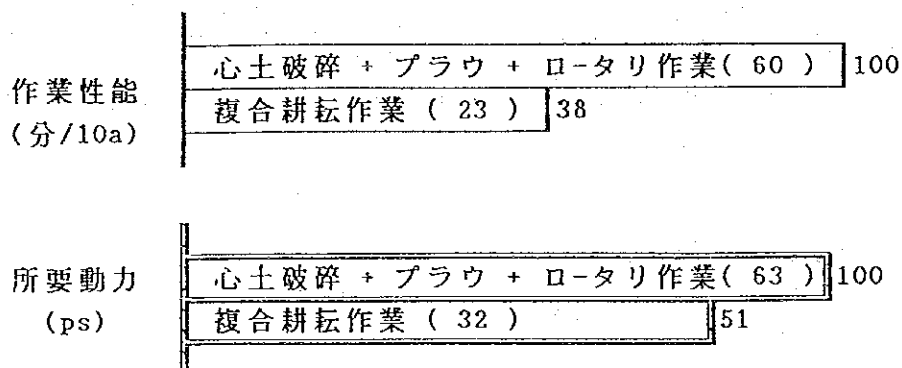 心土破砕 + プラウ + ロータリ作業( 60 ) 100
作業性能
複合耕耘作業 ( 23 ) 38
(分/10a)
心土破砕 + プラウ + ロータリ作業( 63 ) 100
所要動力
複合耕耘作業 ( 32 ) 51
(ps)